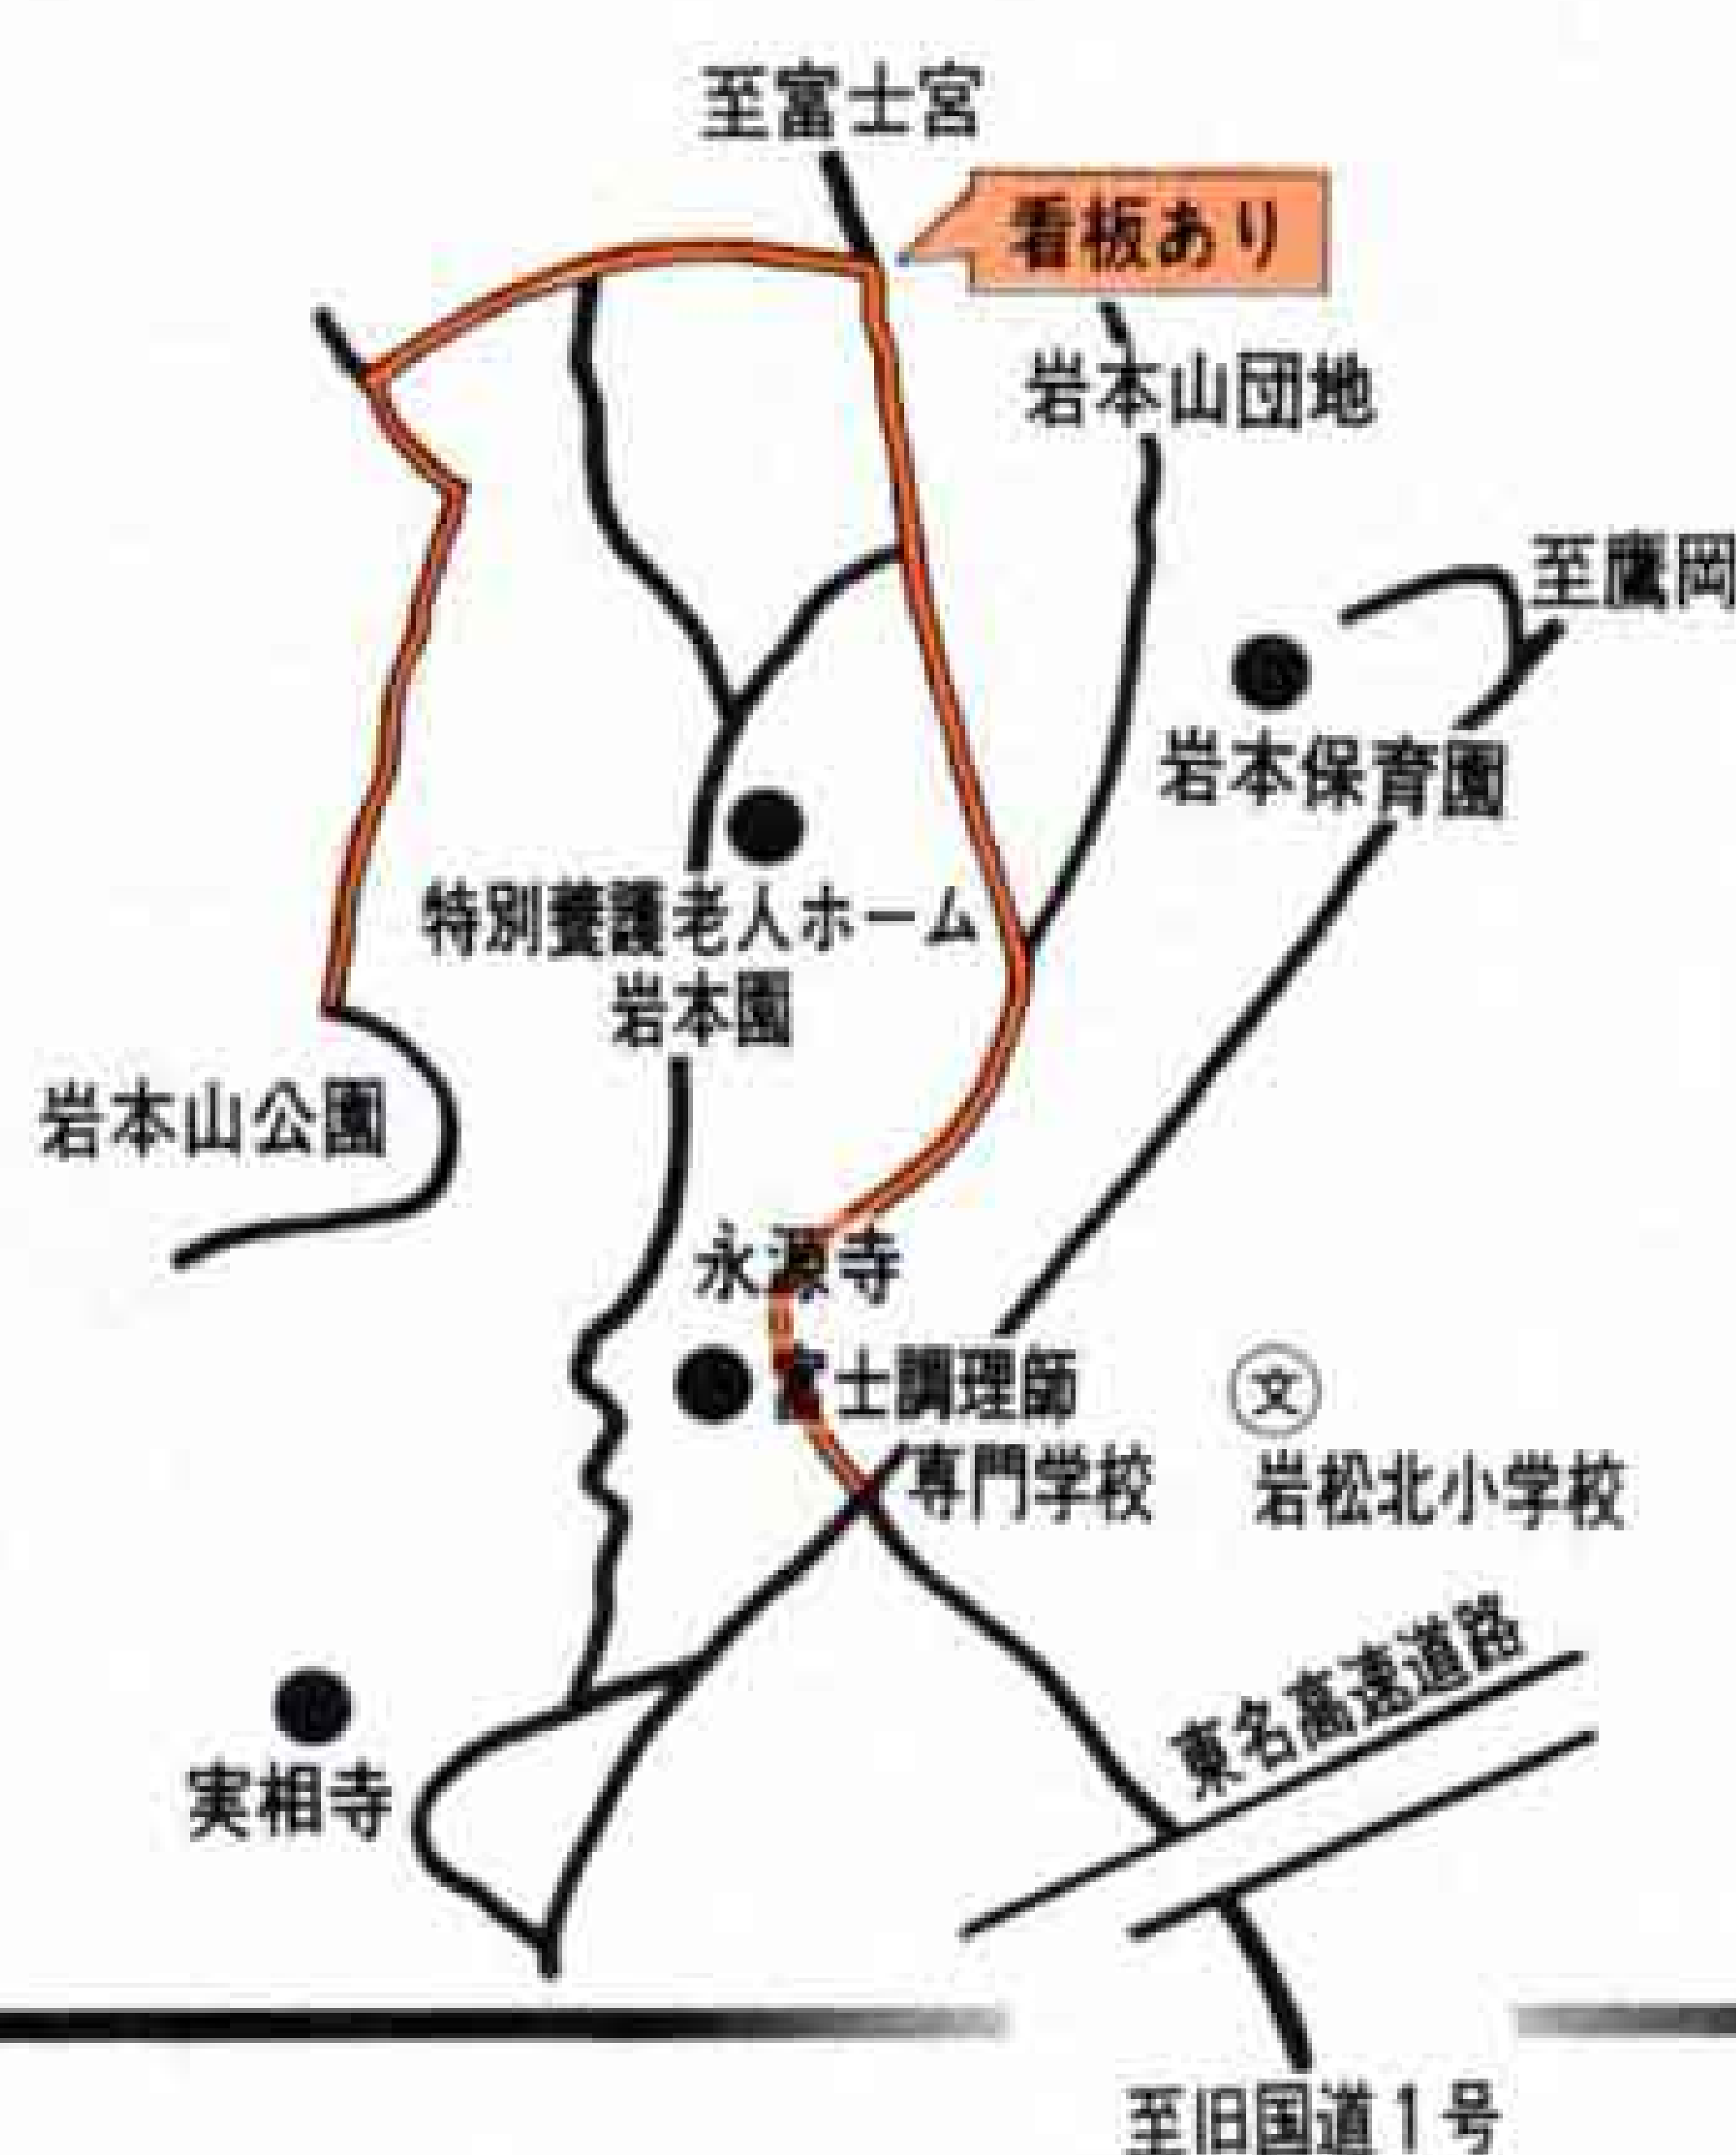 至富士宮
看板あり
岩本山団地
至鷹岡
岩本保育園
特別養護老人ホーム
岩本園
岩本山公園
永源寺
富士調理師
専門学校
文
岩松北小学校
東名高速道路
実相寺
至旧国道1号